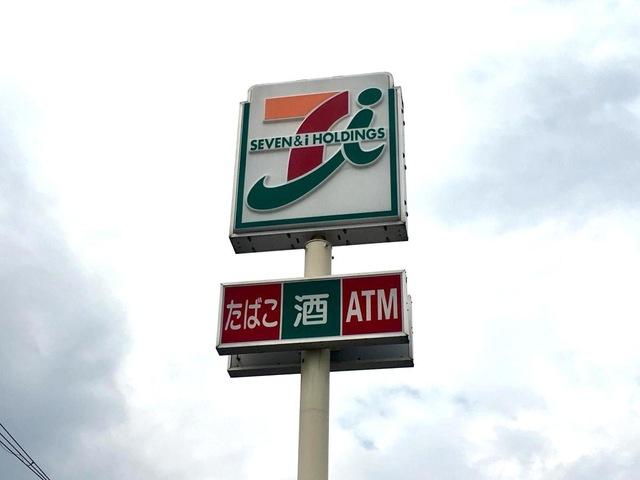 SEVEN & i HOLDINGS
たばこ 酒 ATM